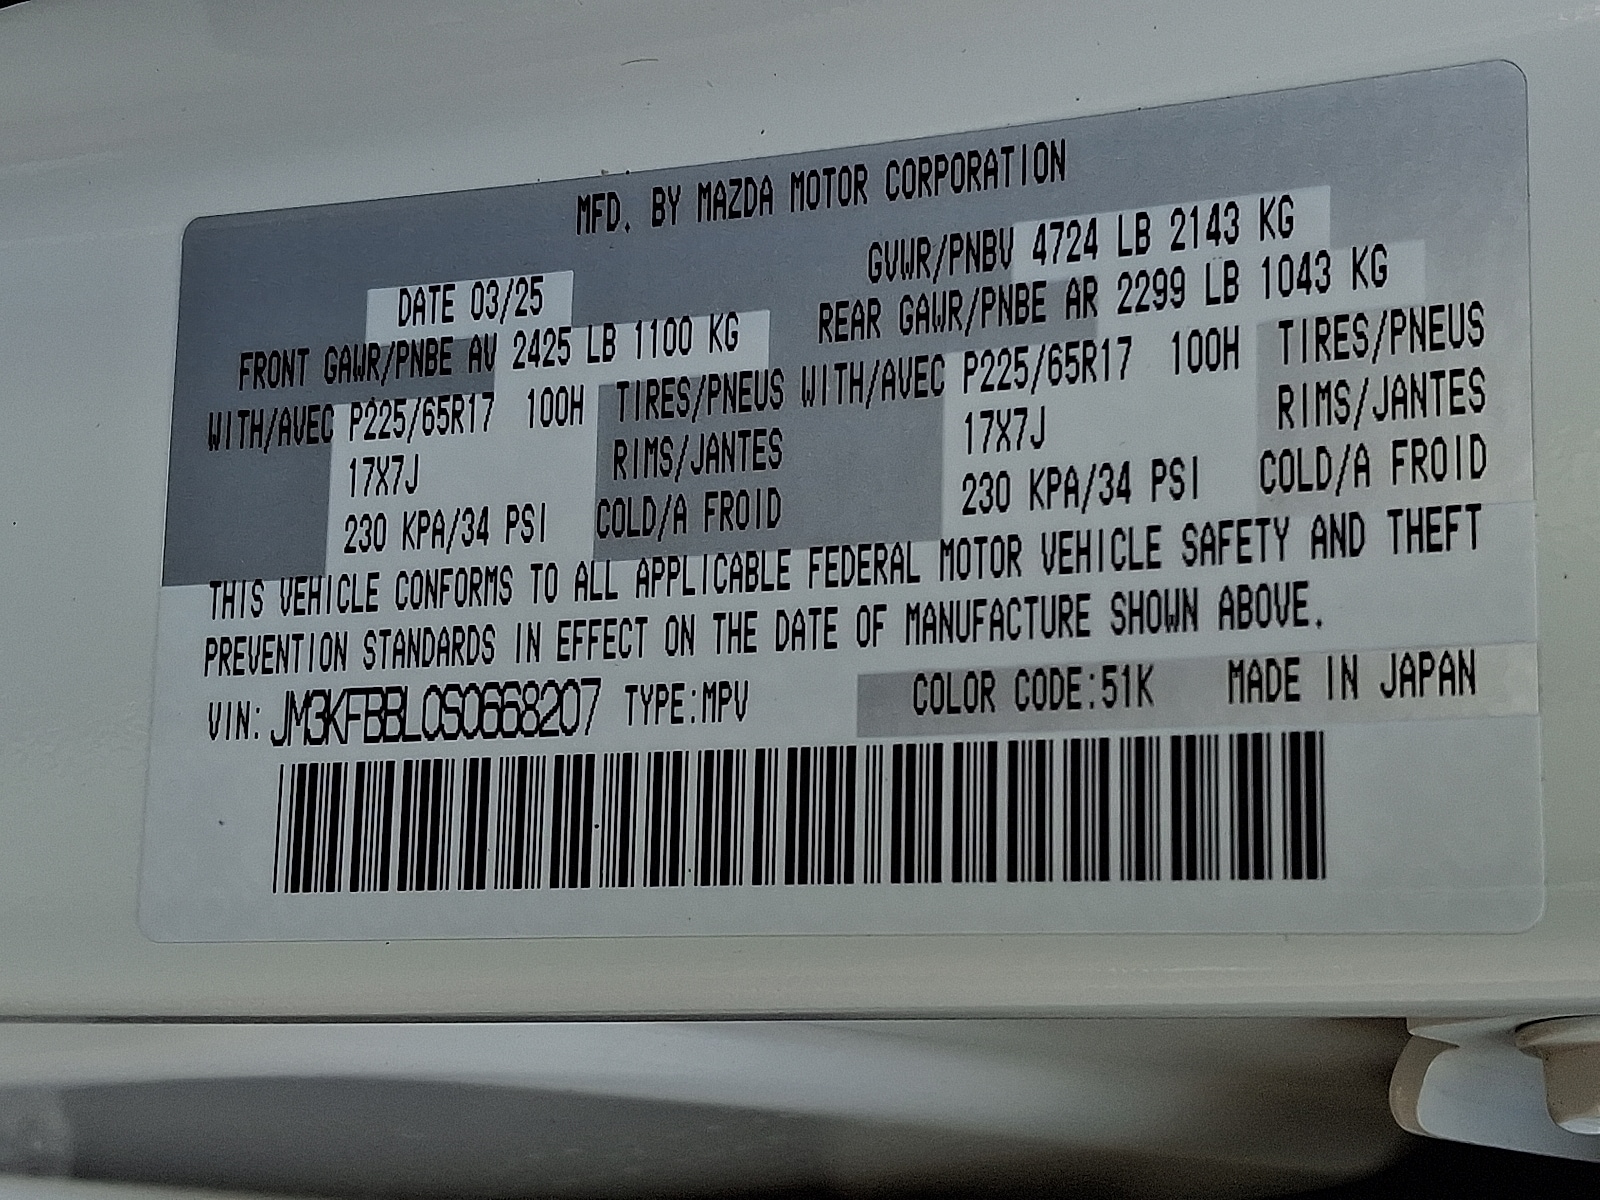 MFD. BY MAZDA MOTOR CORPORATION
DATE 03/25 GVWR/PNBV 4724 LB 2143 KG
FRONT GAWR/PNBE AV 2425 LB 1100 KG REAR GAWR/PNBE AR 2299 LB 1043 KG
WITH/AVEC P225/65R17 100H TIRES/PNEUS WITH/AVEC P225/65R17 100H TIRES/PNEUS
17X7J RIMS/JANTES 17X7J RIMS/JANTES
230 KPA/34 PSI COLD/A FROID 230 KPA/34 PSI COLD/A FROID
THIS VEHICLE CONFORMS TO ALL APPLICABLE FEDERAL MOTOR VEHICLE SAFETY AND THEFT
PREVENTION STANDARDS IN EFFECT ON THE DATE OF MANUFACTURE SHOWN ABOVE.
VIN: JM3KFBBL0S0668207 TYPE:MPV COLOR CODE:51K MADE IN JAPAN